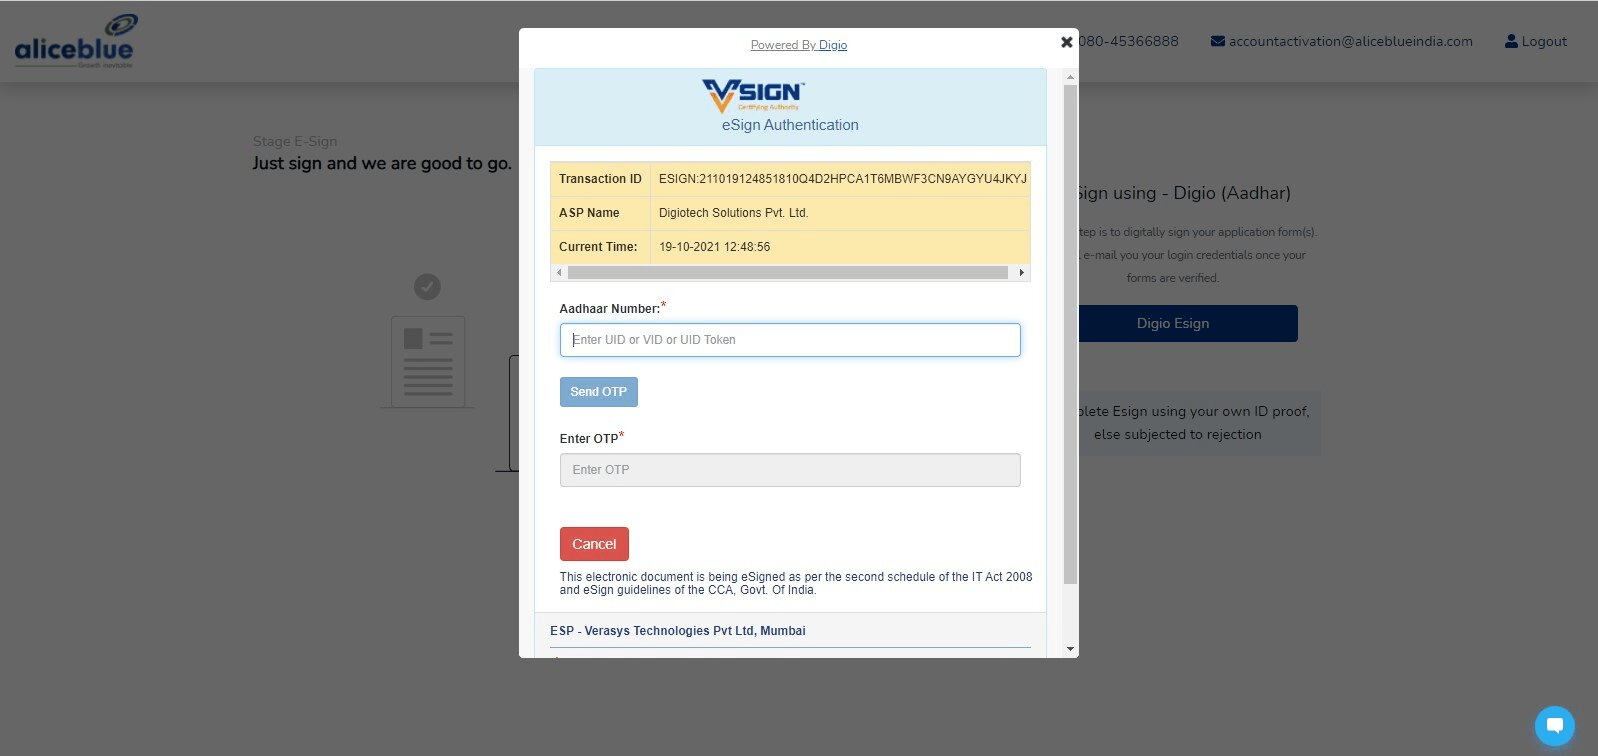 aliceblue
Growth inevitable
080-45366888
accountactivation@aliceblueindia.com
Logout
Powered By Digio
VSIGN
Certifying Authority
eSign Authentication
Stage E-Sign
Just sign and we are good to go.
Transaction ID ESIGN:211019124851810Q4D2HPCA1T6MBWF3CN9AYGYU4JKYJ
ASP Name Digiotech Solutions Pvt. Ltd.
Current Time: 19-10-2021 12:48:56
Aadhaar Number:*
Enter UID or VID or UID Token
Send OTP
Enter OTP*
Enter OTP
Cancel
This electronic document is being eSigned as per the second schedule of the IT Act 2008
and eSign guidelines of the CCA, Govt. Of India.
ESP - Verasys Technologies Pvt Ltd, Mumbai
Sign using - Digio (Aadhar)
tep is to digitally sign your application form(s).
e-mail you your login credentials once your
forms are verified.
Digio Esign
plete Esign using your own ID proof,
else subjected to rejection